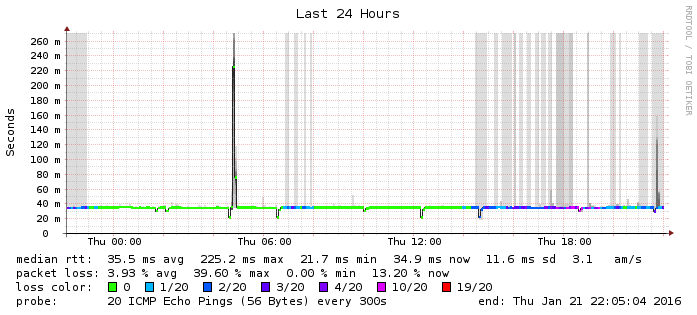 Last 24 Hours
RRDTOOL / TOBI OETIKER
Seconds
260 m
240 m
220 m
200 m
180 m
160 m
140 m
120 m
100 m
80 m
60 m
40 m
20 m
0
Thu 00:00 Thu 06:00 Thu 12:00 Thu 18:00
median rtt: 35.5 ms avg 225.2 ms max 21.7 ms min 34.9 ms now 11.6 ms sd 3.1 am/s
packet loss: 3.93 % avg 39.60 % max 0.00 % min 13.20 % now
loss color: 0 1/20 2/20 3/20 4/20 10/20 19/20
probe: 20 ICMP Echo Pings (56 Bytes) every 300s end: Thu Jan 21 22:05:04 2016